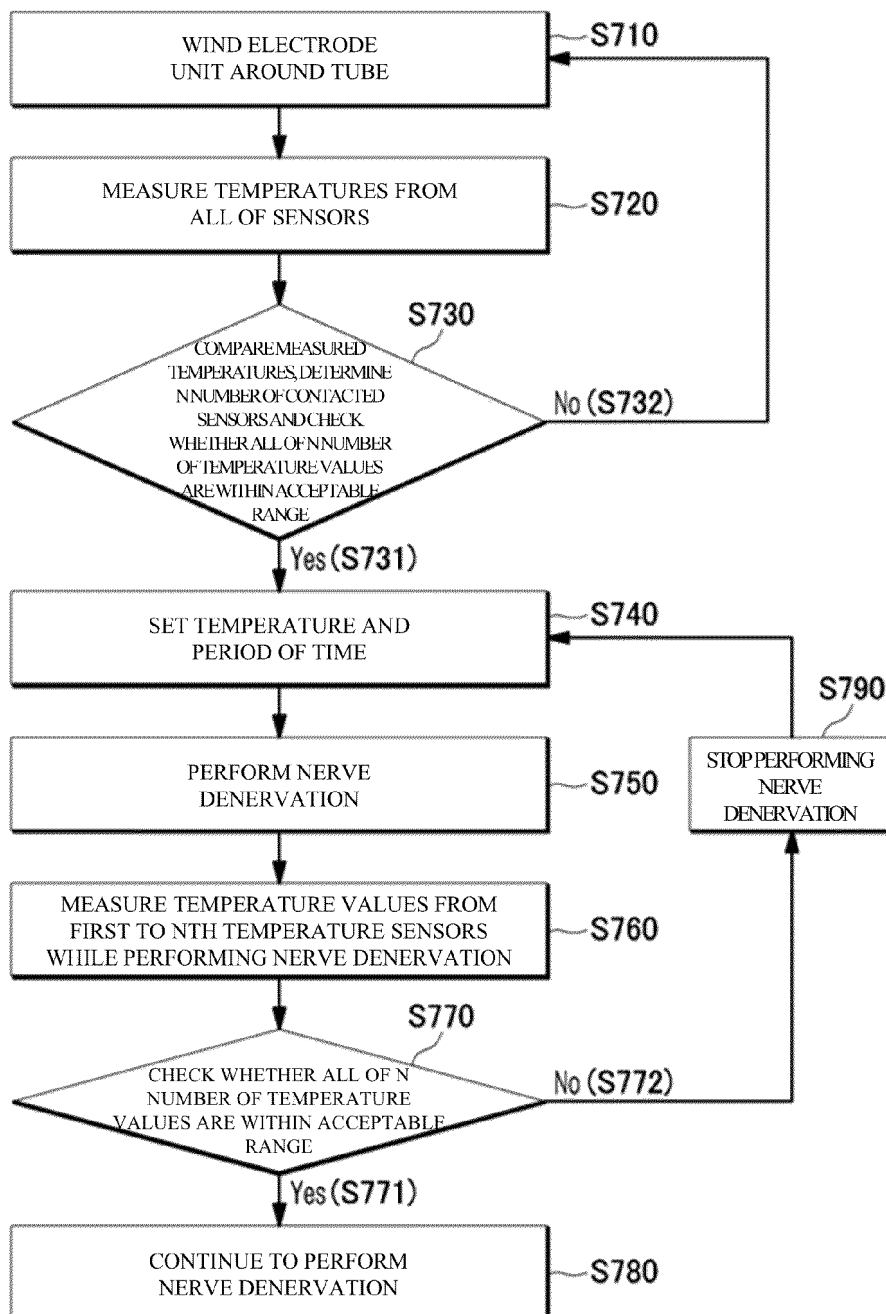 WIND ELECTRODE
UNIT AROUND TUBE
S710
MEASURE TEMPERATURES FROM
ALL OF SENSORS
S720
S730
COMPARE MEASURED
TEMPERATURES, DETERMINE
N NUMBER OF CONTACTED
SENSORS AND CHECK
WHETHER ALL OF N NUMBER
OF TEMPERATURE VALUES
ARE WITHIN ACCEPTABLE
RANGE
No (S732)
Yes (S731)
SET TEMPERATURE AND
PERIOD OF TIME
S740
PERFORM NERVE
DENERVATION
S750
S790
STOP PERFORMING
NERVE
DENERVATION
MEASURE TEMPERATURE VALUES FROM
FIRST TO NTH TEMPERATURE SENSORS
WHILE PERFORMING NERVE DENERVATION
S760
S770
CHECK WHETHER ALL OF N
NUMBER OF TEMPERATURE
VALUES ARE WITHIN ACCEPTABLE
RANGE
No (S772)
Yes (S771)
CONTINUE TO PERFORM
NERVE DENERVATION
S780